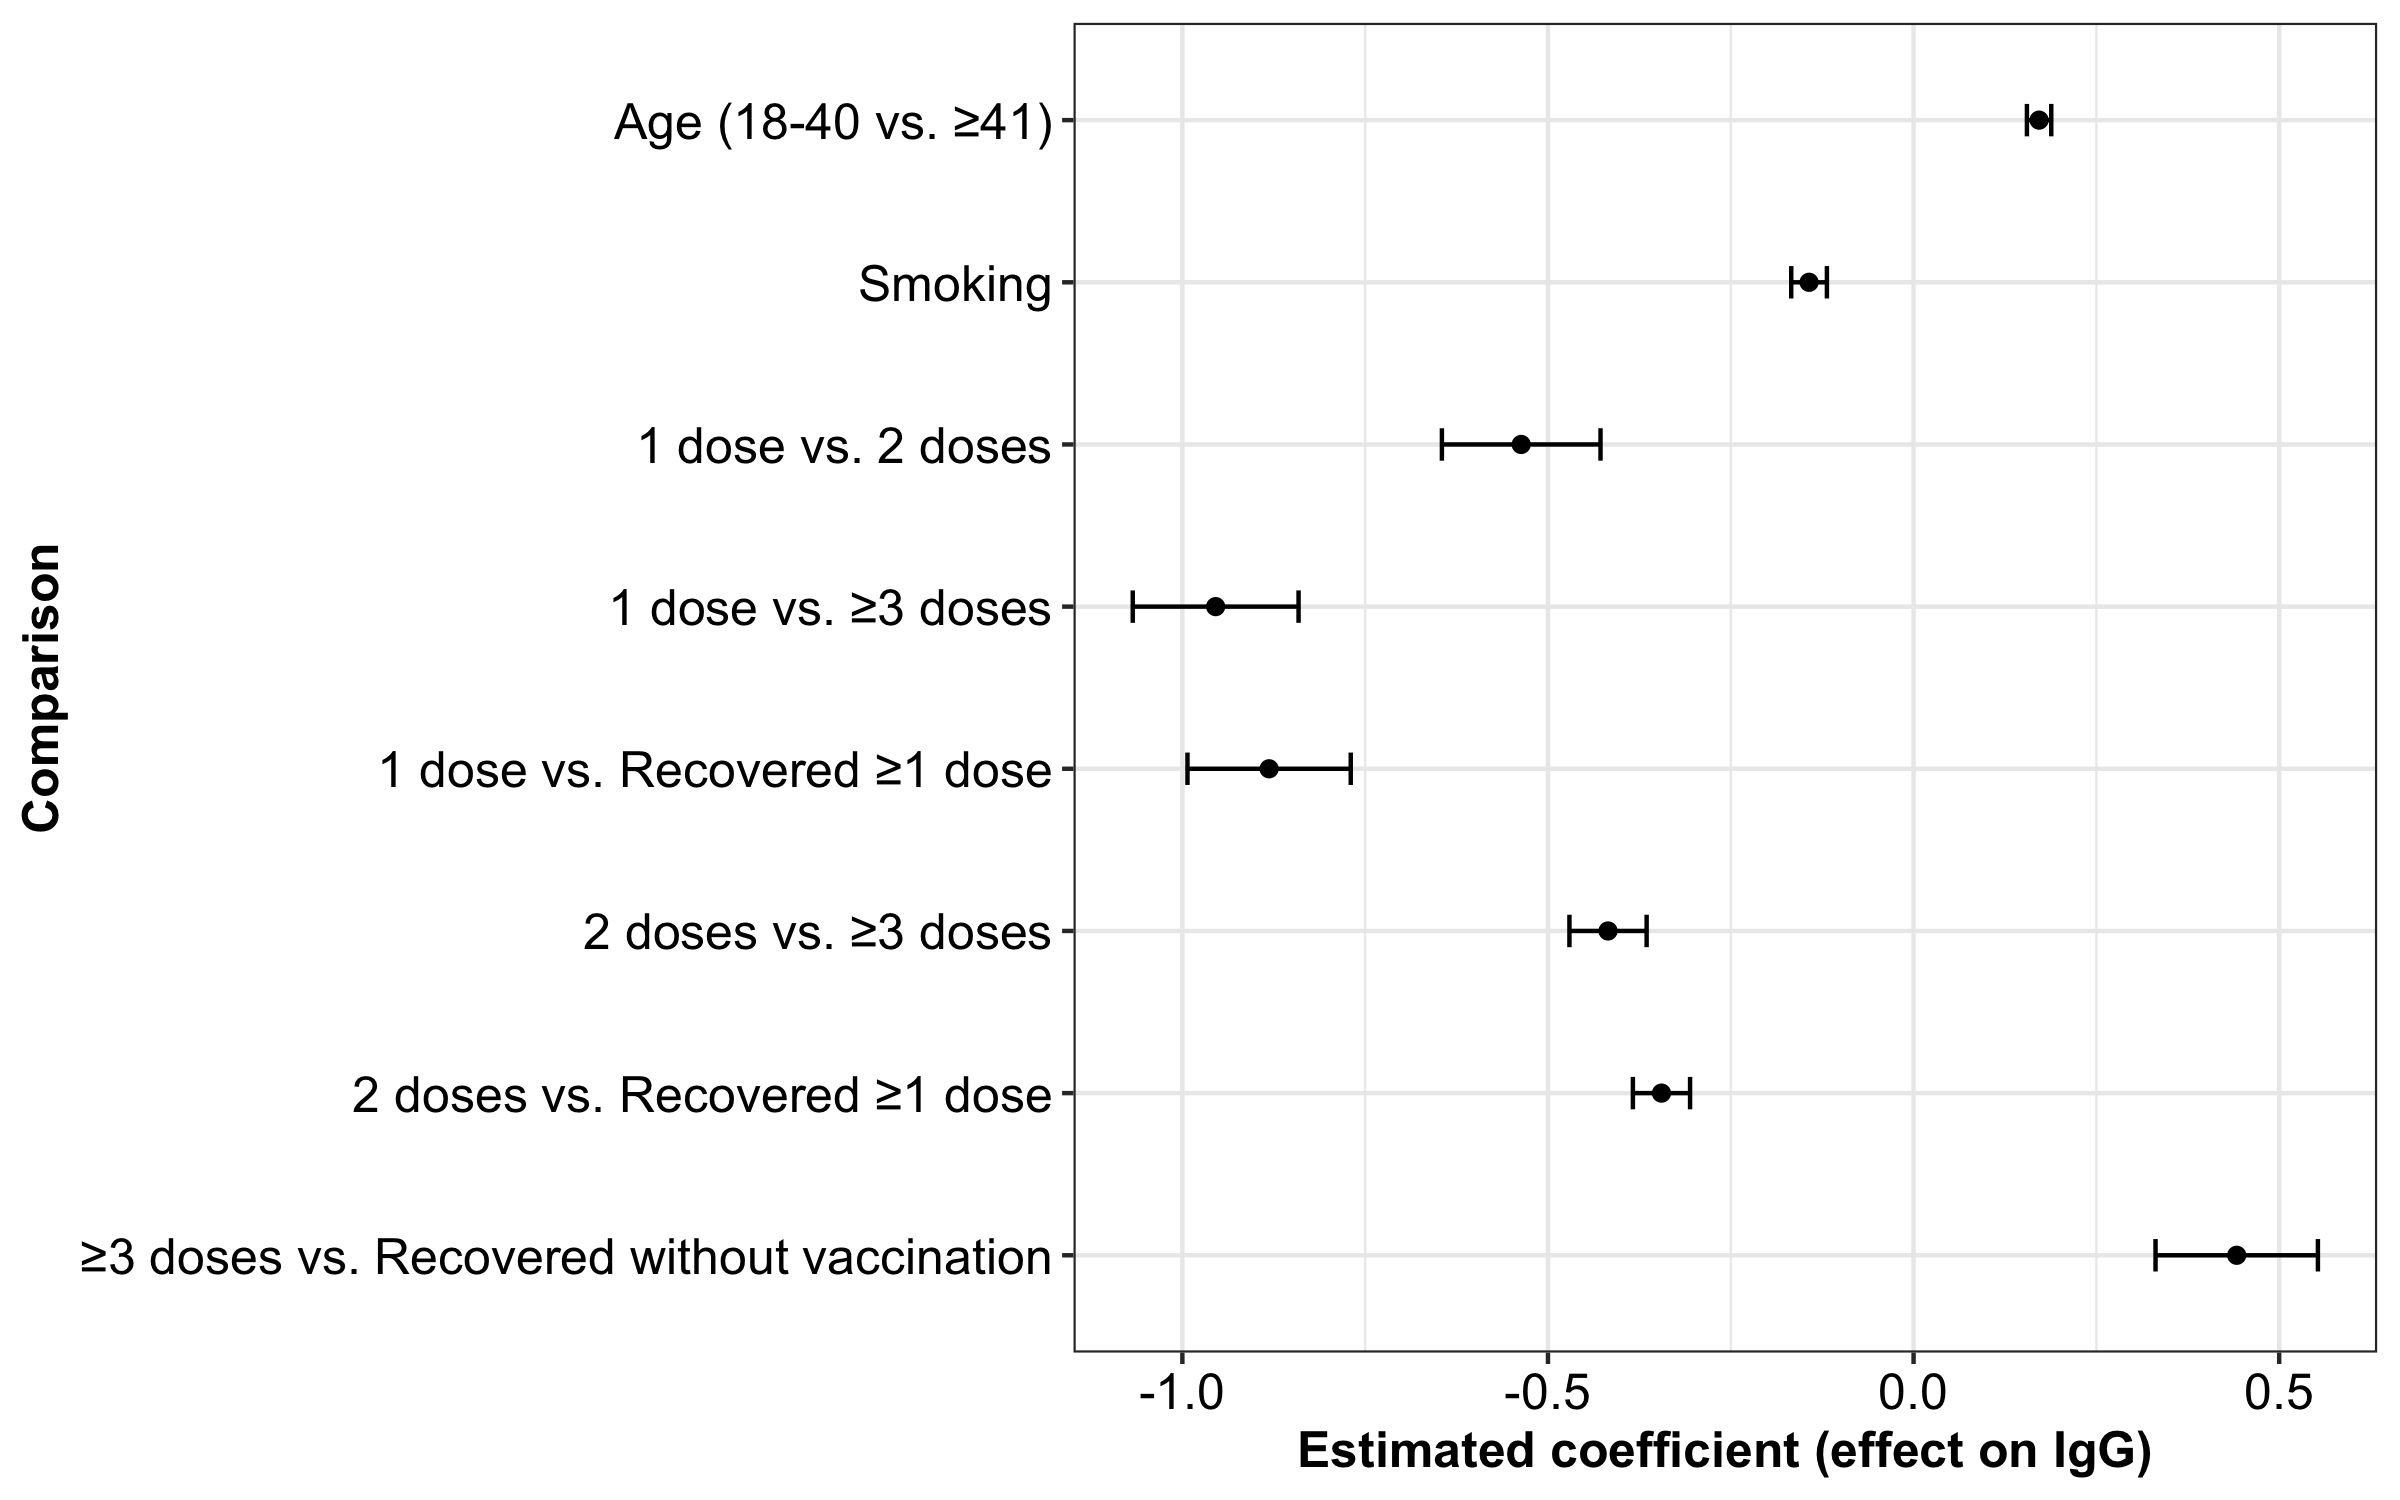 Comparison
Age (18-40 vs. ≥41)
Smoking
1 dose vs. 2 doses
1 dose vs. ≥3 doses
1 dose vs. Recovered ≥1 dose
2 doses vs. ≥3 doses
2 doses vs. Recovered ≥1 dose
≥3 doses vs. Recovered without vaccination
-1.0 -0.5 0.0 0.5
Estimated coefficient (effect on IgG)